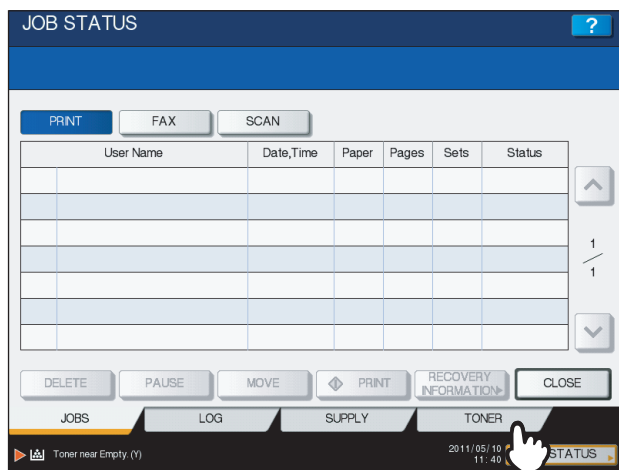 JOB STATUS
?
PRINT FAX SCAN
User Name Date,Time Paper Pages Sets Status
1
1
DELETE PAUSE MOVE PRINT RECOVERY INFORMATION CLOSE
JOBS LOG SUPPLY TONER
Toner near Empty. (Y)
2011/05/10
11:40
STATUS